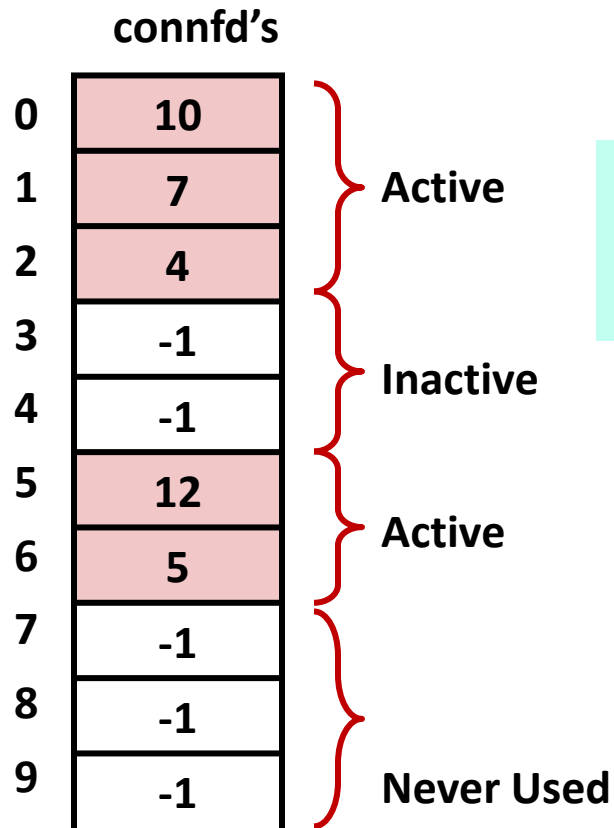 connfd’s
0 10
1 7 Active
2 4
3 -1
4 -1 Inactive
5 12
6 5 Active
7 -1
8 -1
9 -1 Never Used